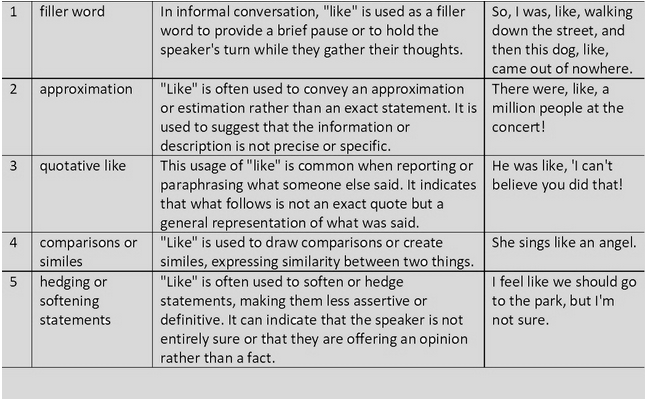 1 filler word In informal conversation, "like" is used as a filler So, I was, like, walking
word to provide a brief pause or to hold the down the street, and
speaker's turn while they gather their thoughts. then this dog, like,
came out of nowhere.
2 approximation "Like" is often used to convey an approximation There were, like, a
or estimation rather than an exact statement. It is million people at the
used to suggest that the information or concert!
description is not precise or specific.
3 quotative like This usage of "like" is common when reporting or He was like, 'I can't
paraphrasing what someone else said. It indicates believe you did that!
that what follows is not an exact quote but a
general representation of what was said.
4 comparisons or "Like" is used to draw comparisons or create She sings like an angel.
similes similes, expressing similarity between two things.
5 hedging or "Like" is often used to soften or hedge I feel like we should go
softening statements, making them less assertive or to the park, but I'm
statements definitive. It can indicate that the speaker is not not sure.
entirely sure or that they are offering an opinion
rather than a fact.